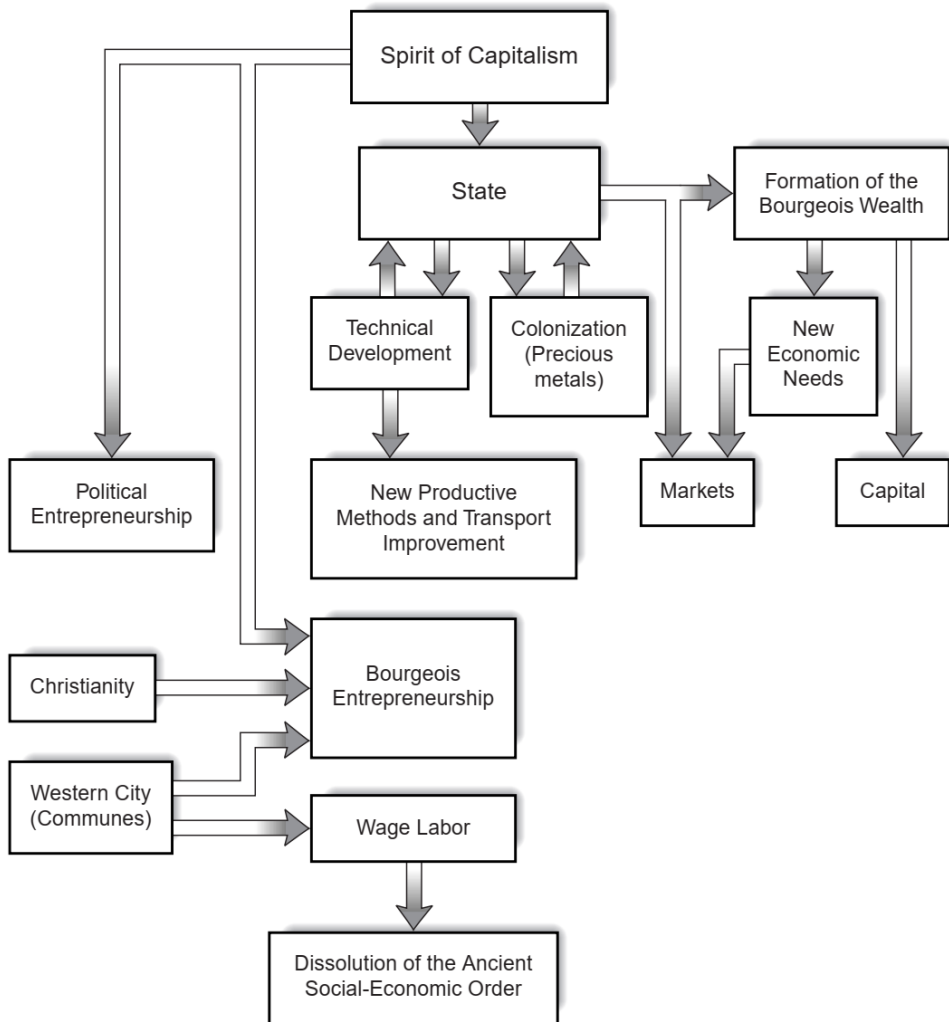 Spirit of Capitalism
State
Formation of the
Bourgeois Wealth
Technical
Development
Colonization
(Precious
metals)
New
Economic
Needs
Political
Entrepreneurship
New Productive
Methods and Transport
Improvement
Markets
Capital
Christianity
Bourgeois
Entrepreneurship
Western City
(Communes)
Wage Labor
Dissolution of the Ancient
Social-Economic Order